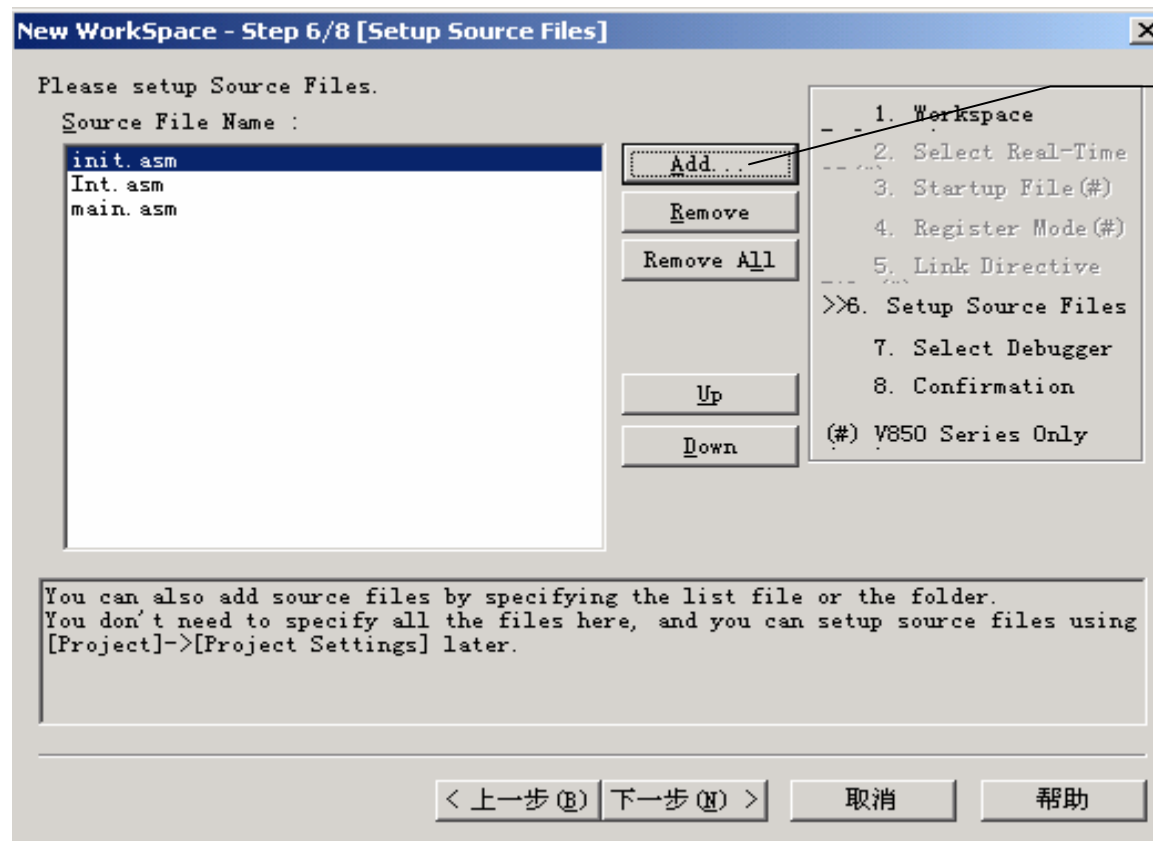 New WorkSpace - Step 6/8 [Setup Source Files]
Please setup Source Files.
Source File Name :
init.asm
Int.asm
main.asm
Add...
Remove
Remove All
Up
Down
1. Workspace
2. Select Real-Time
3. Startup File(#)
4. Register Mode(#)
5. Link Directive
>>6. Setup Source Files
7. Select Debugger
8. Confirmation
(#) V850 Series Only
You can also add source files by specifying the list file or the folder.
You don't need to specify all the files here, and you can setup source files using
[Project]->[Project Settings] later.
< 上一步(B)
下一步(N) >
取消
帮助